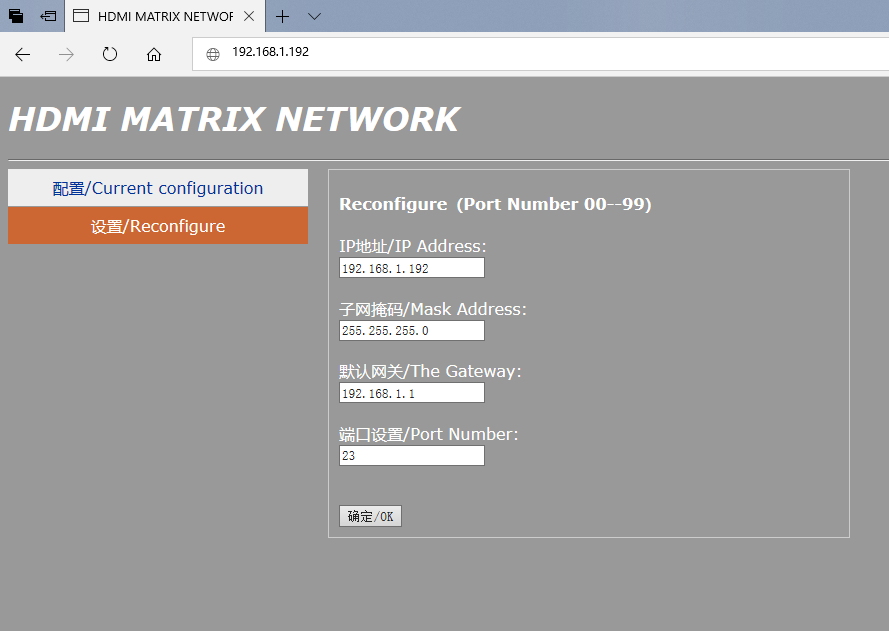 HDMI MATRIX NETWOR
192.168.1.192
HDMI MATRIX NETWORK
配置/Current configuration
设置/Reconfigure
Reconfigure (Port Number 00--99)
IP地址/IP Address:
192.168.1.192
子网掩码/Mask Address:
255.255.255.0
默认网关/The Gateway:
192.168.1.1
端口设置/Port Number:
23
确定/OK